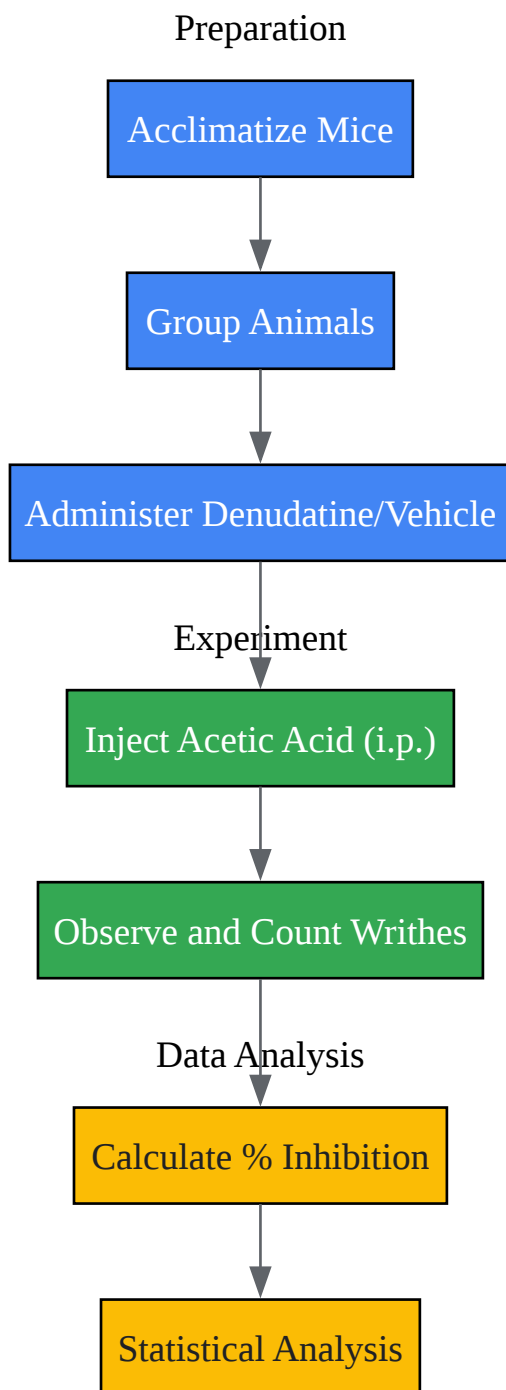 Preparation
Acclimatize Mice
Group Animals
Administer Denudatine/Vehicle
Experiment
Inject Acetic Acid (i.p.)
Observe and Count Writhes
Data Analysis
Calculate % Inhibition
Statistical Analysis